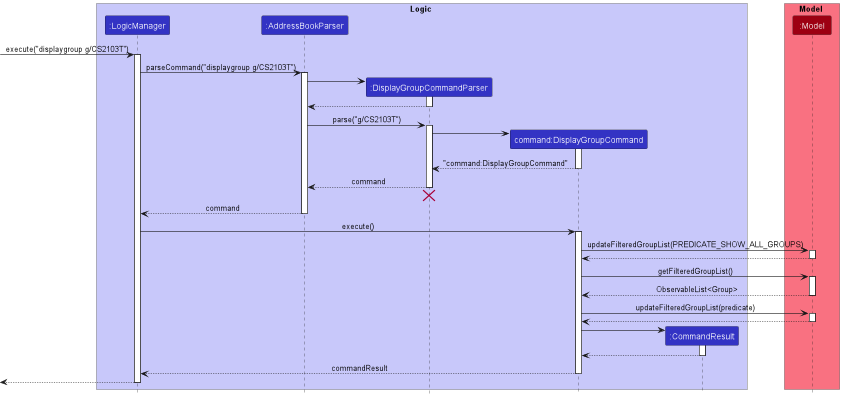 Logic
Model
:LogicManager
:AddressBookParser
:Model
execute("displaygroup g/CS2103T")
parseCommand("displaygroup g/CS2103T")
:DisplayGroupCommandParser
parse("g/CS2103T")
command:DisplayGroupCommand
"command:DisplayGroupCommand"
command
command
execute()
updateFilteredGroupList(PREDICATE_SHOW_ALL_GROUPS)
getFilteredGroupList()
ObservableList<Group>
updateFilteredGroupList(predicate)
:CommandResult
commandResult